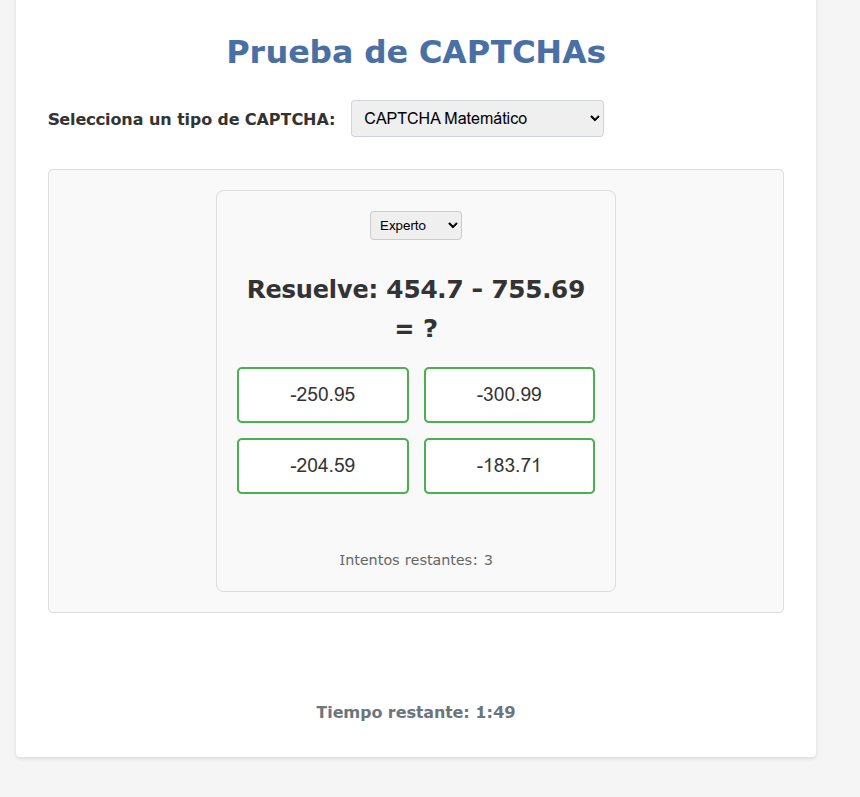 Prueba de CAPTCHAs
Selecciona un tipo de CAPTCHA: CAPTCHA Matemático
Experto
Resuelve: 454.7 – 755.69
= ?
-250.95 -300.99
-204.59 -183.71
Intentos restantes: 3
Tiempo restante: 1:49